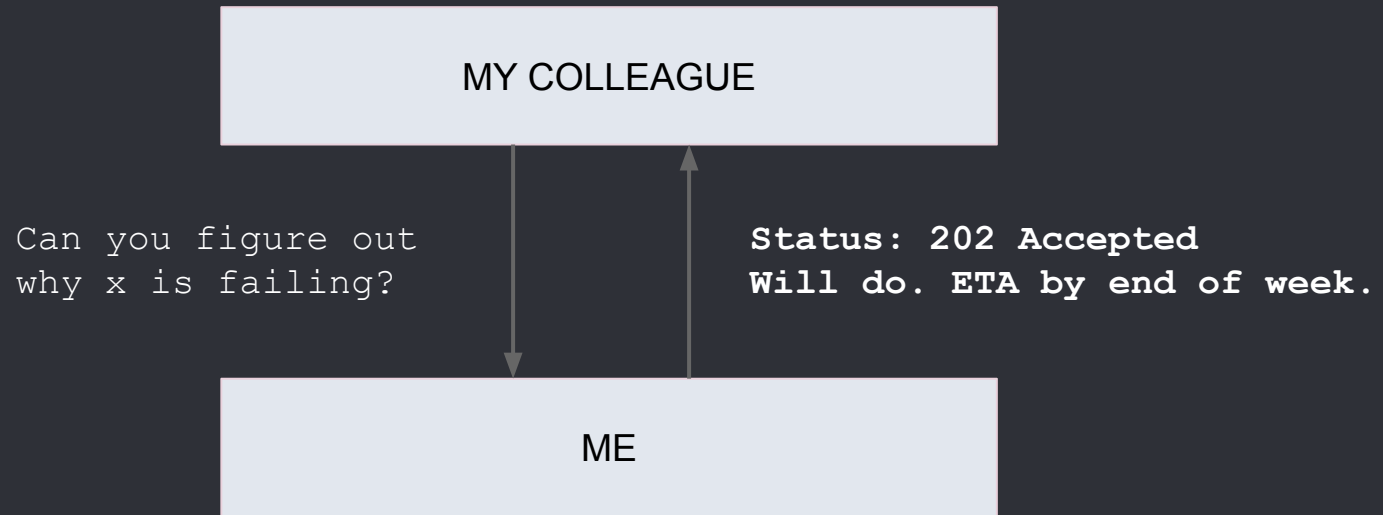 MY COLLEAGUE
Can you figure out
why x is failing?
Status: 202 Accepted
Will do. ETA by end of week.
ME